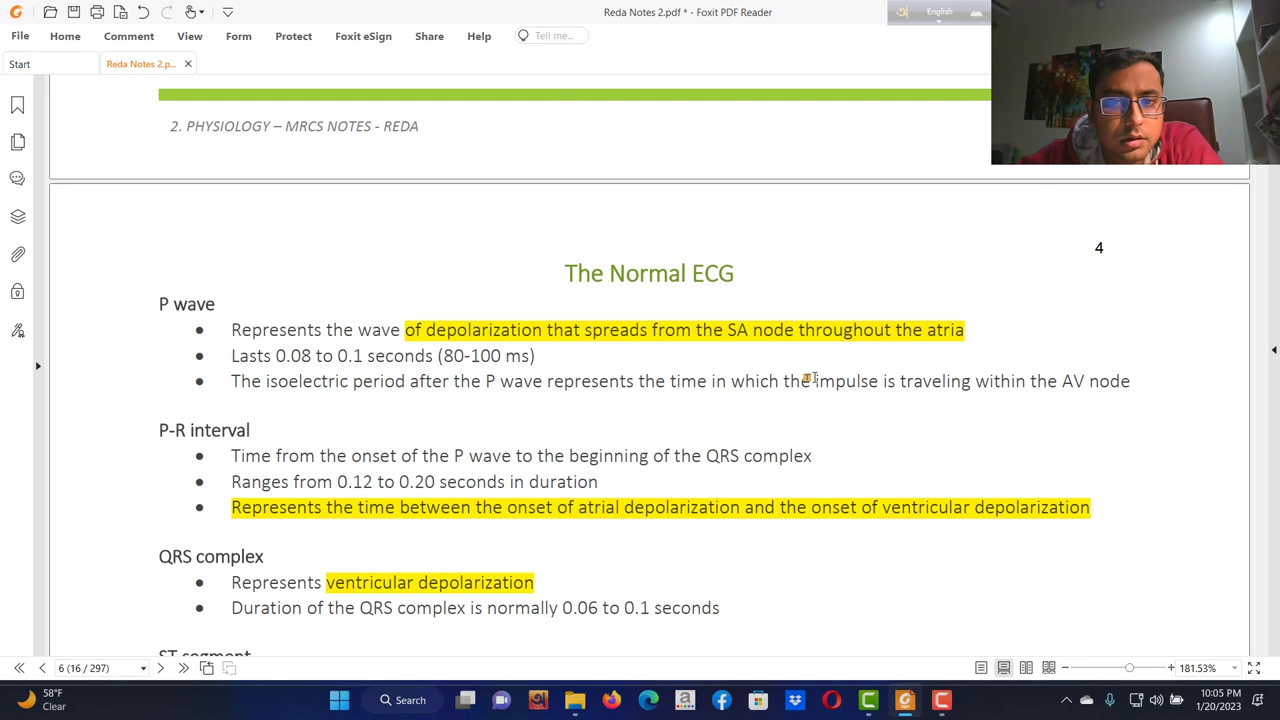 Reda Notes 2.pdf * - Foxit PDF Reader
English
File Home Comment View Form Protect Foxit eSign Share Help Tell me...
Start Reda Notes 2.p...
2. PHYSIOLOGY – MRCS NOTES - REDA
4
The Normal ECG
P wave
• Represents the wave of depolarization that spreads from the SA node throughout the atria
• Lasts 0.08 to 0.1 seconds (80-100 ms)
• The isoelectric period after the P wave represents the time in which the impulse is traveling within the AV node
P-R interval
• Time from the onset of the P wave to the beginning of the QRS complex
• Ranges from 0.12 to 0.20 seconds in duration
• Represents the time between the onset of atrial depolarization and the onset of ventricular depolarization
QRS complex
• Represents ventricular depolarization
• Duration of the QRS complex is normally 0.06 to 0.1 seconds
ST segment
6 (16 / 297) 181.53%
58°F
Clear
Search
10:05 PM
1/20/2023